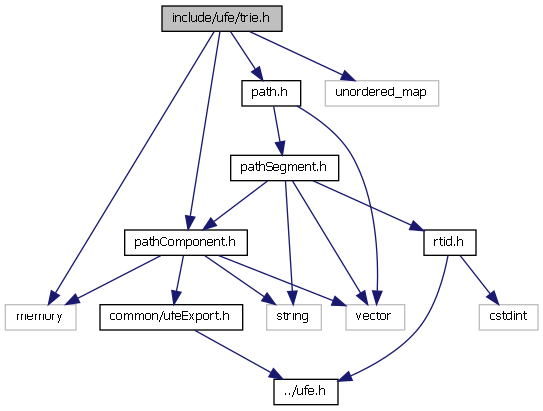 include/ufe/trie.h
path.h
unordered_map
pathSegment.h
pathComponent.h
rtid.h
memory
common/ufeExport.h
string
vector
cstdint
../ufe.h